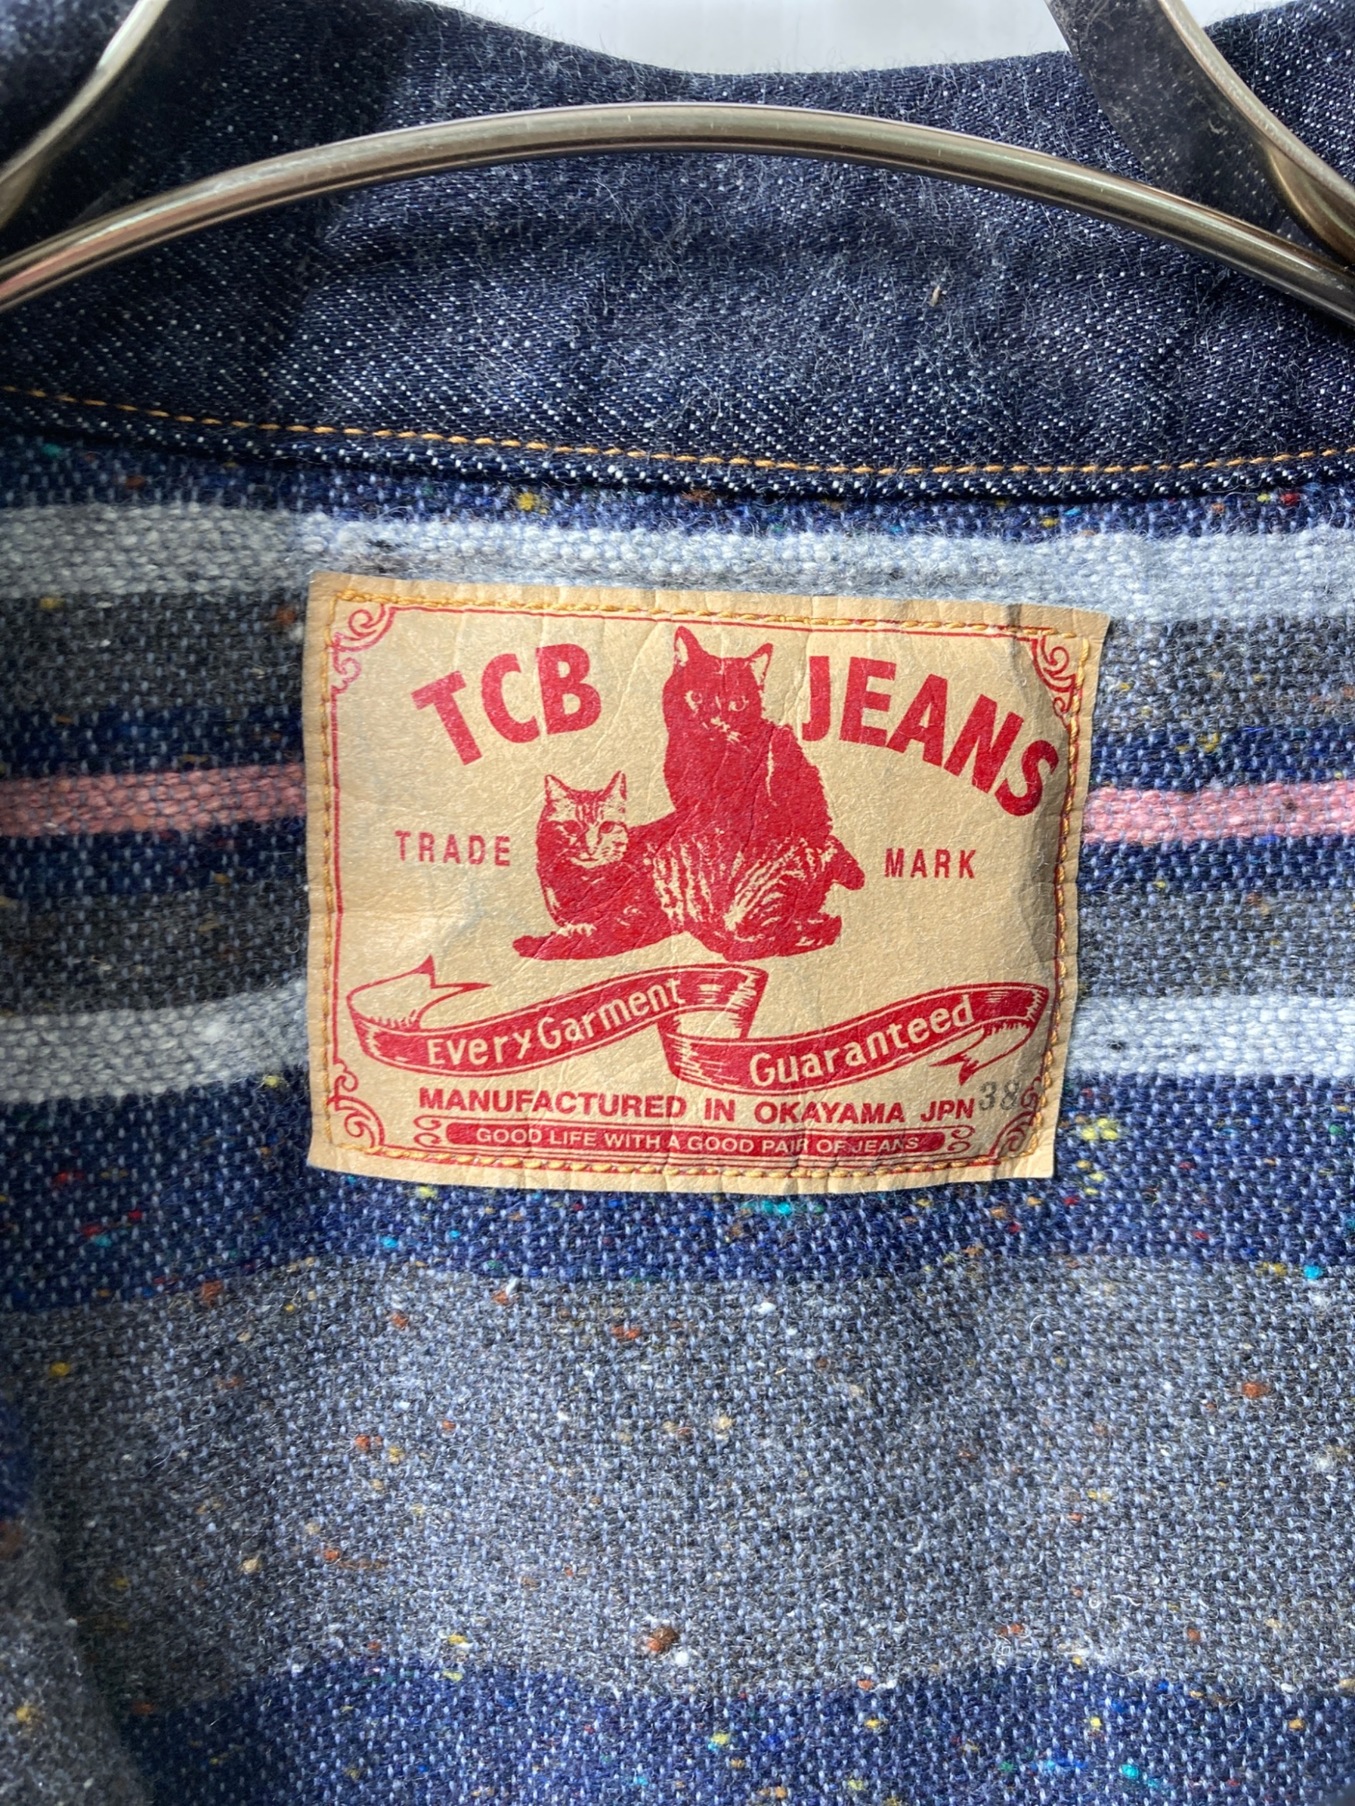 TCB JEANS
TRADE MARK
Every Garment Guaranteed
MANUFACTURED IN OKAYAMA JPN 38
GOOD LIFE WITH A GOOD PAIR OF JEANS